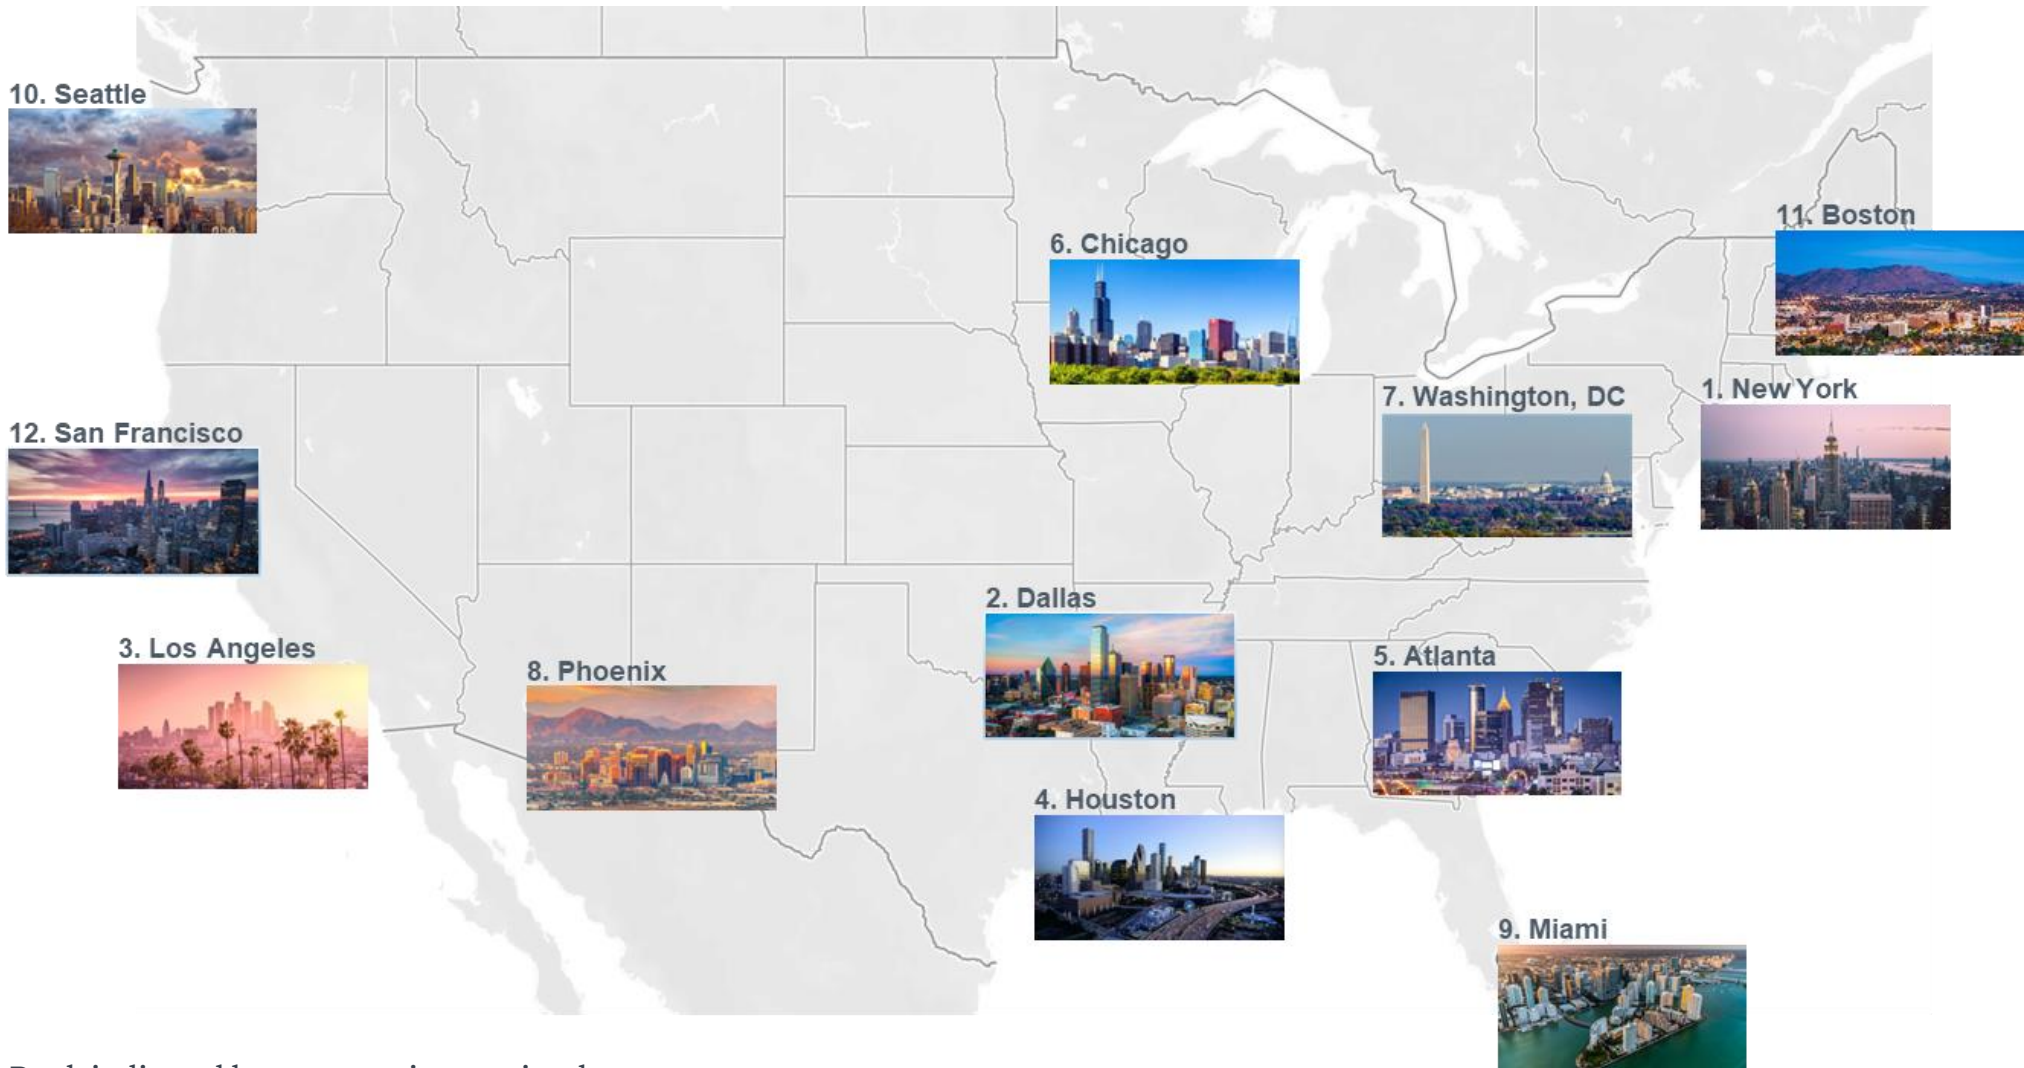 10. Seattle
11. Boston
6. Chicago
1. New York
7. Washington, DC
12. San Francisco
2. Dallas
3. Los Angeles
5. Atlanta
8. Phoenix
4. Houston
9. Miami